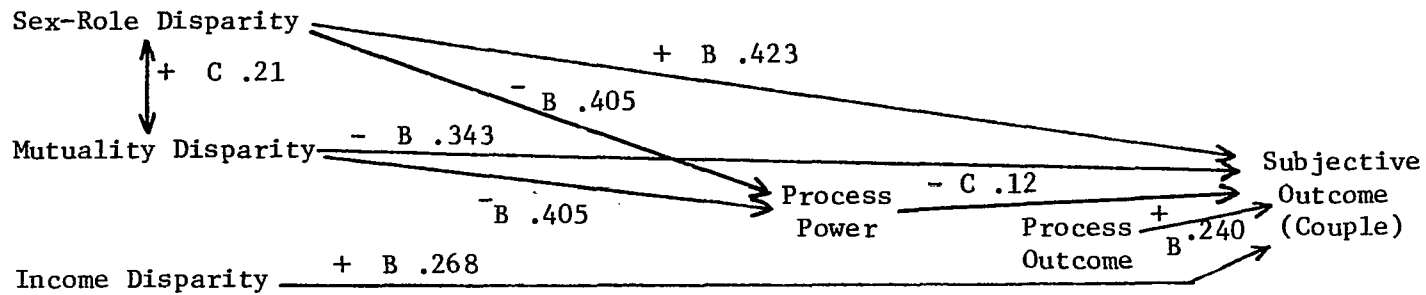 Sex-Role Disparity
+ B .423
+ C .21
- B .405
Mutuality Disparity
- B .343
Subjective
Outcome
(Couple)
- C .12
Process
Power
- B .405
Process
Outcome
+ B .240
Income Disparity
+ B .268